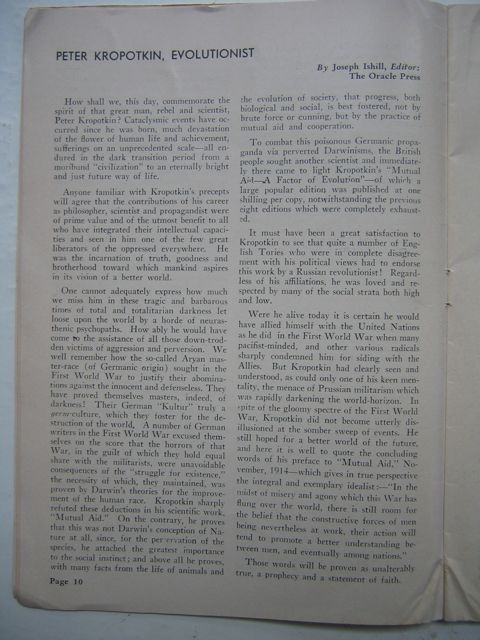 PETER KROPOTKIN, EVOLUTIONIST
By Joseph Ishill, Editor:
The Oracle Press
How shall we, this day, commemorate the
spirit of that great man, rebel and scientist,
Peter Kropotkin? Cataclysmic events have oc-
curred since he was born, much devastation
of the flower of human life and achievement,
sufferings on an unprecedented scale—all en-
dured in the dark transition period from a
moribund "civilization" to an eternally bright
and just future way of life.
Anyone familiar with Kropotkin's precepts
will agree that the contributions of his career
as philosopher, scientist and propagandist were
of prime value and of the utmost benefit to all
who have integrated their intellectual capaci-
ties and seen in him one of the few great
liberators of the oppressed everywhere. He
was the incarnation of truth, goodness and
brotherhood toward which mankind aspires
in its vision of a better world.
One cannot adequately express how much
we miss him in these tragic and barbarous
times of total and totalitarian darkness let
loose upon the world by a horde of neuras-
thenic psychopaths. How ably he would have
come to the assistance of all those down-trod-
den victims of aggression and perversion. We
well remember how the so-called Aryan mas-
ter-race (of Germanic origin) sought in the
First World War to justify their abomina-
tions against the innocent and defenseless. They
have proved themselves masters, indeed, of
darkness! Their German "Kultur" truly a
germ-culture, which they foster for the de-
struction of the world. A number of German
writers in the First World War excused them-
selves on the score that the horrors of that
War, in the guilt of which they hold equal
share with the militarists, were unavoidable
consequences of the "struggle for existence,"
the necessity of which, they maintained, was
proven by Darwin's theories for the improve-
ment of the human race. Kropotkin sharply
refuted these deductions in his scientific work,
"Mutual Aid." On the contrary, he proves
that this was not Darwin's conception of Na-
ture at all, since, for the pervervation of the
species, he attached the greatest importance
to the social instinct; and above all he proves,
with many facts from the life of animals and
the evolution of society, that progress, both
biological and social, is best fostered, not by
brute force or cunning, but by the practice of
mutual aid and cooperation.
To combat this poisonous Germanic propa-
ganda via perverted Darwinisms, the British
people sought another scientist and immediate-
ly there came to light Kropotkin's "Mutual
Aid—A Factor of Evolution"—of which a
large popular edition was published at one
shilling per copy, notwithstanding the previous
eight editions which were completely exhaust-
ed.
It must have been a great satisfaction to
Kropotkin to see that quite a number of Eng-
lish Tories who were in complete disagree-
ment with his political views had to endorse
this work by a Russian revolutionist! Regard-
less of his affiliations, he was loved and re-
spected by many of the social strata both high
and low.
Were he alive today it is certain he would
have allied himself with the United Nations
as he did in the First World War when many
pacifist-minded, and other various radicals
sharply condemned him for siding with the
Allies. But Kropotkin had clearly seen and
understood, as could only one of his keen men-
tality, the menace of Prussian militarism which
was rapidly darkening the world-horizon. In
spite of the gloomy spectre of the First World
War, Kropotkin did not become utterly dis-
illusioned at the somber sweep of events. He
still hoped for a better world of the future,
and here it is well to quote the concluding
words of his preface to "Mutual Aid," No-
vember, 1914—which gives in true perspective
the integral and exemplary idealist:—"In the
midst of misery and agony which this War has
flung over the world, there is still room for
the belief that the constructive forces of men
being nevertheless at work, their action will
tend to promote a better understanding be-
tween men, and eventually among nations."
Those words will be proven as unalterably
true, a prophecy and a statement of faith.
Page 10